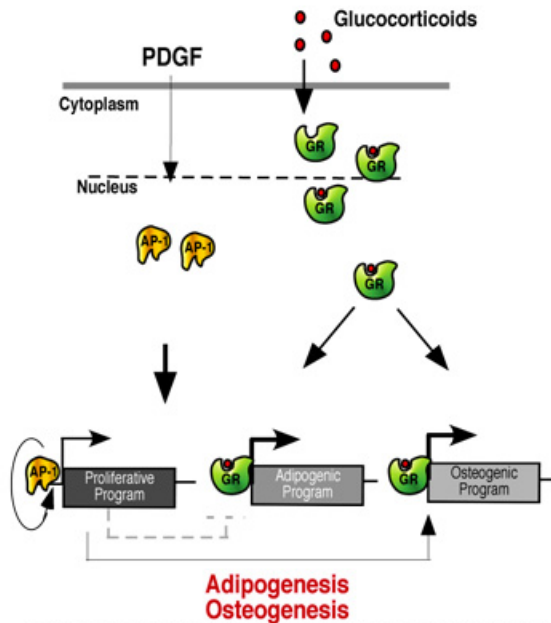 Glucocorticoids
PDGF
Cytoplasm
GR
GR
Nucleus
GR
AP-1
AP-1
GR
AP-1
Proliferative
Program
GR
Adipogenic
Program
GR
Osteogenic
Program
Adipogenesis
Osteogenesis